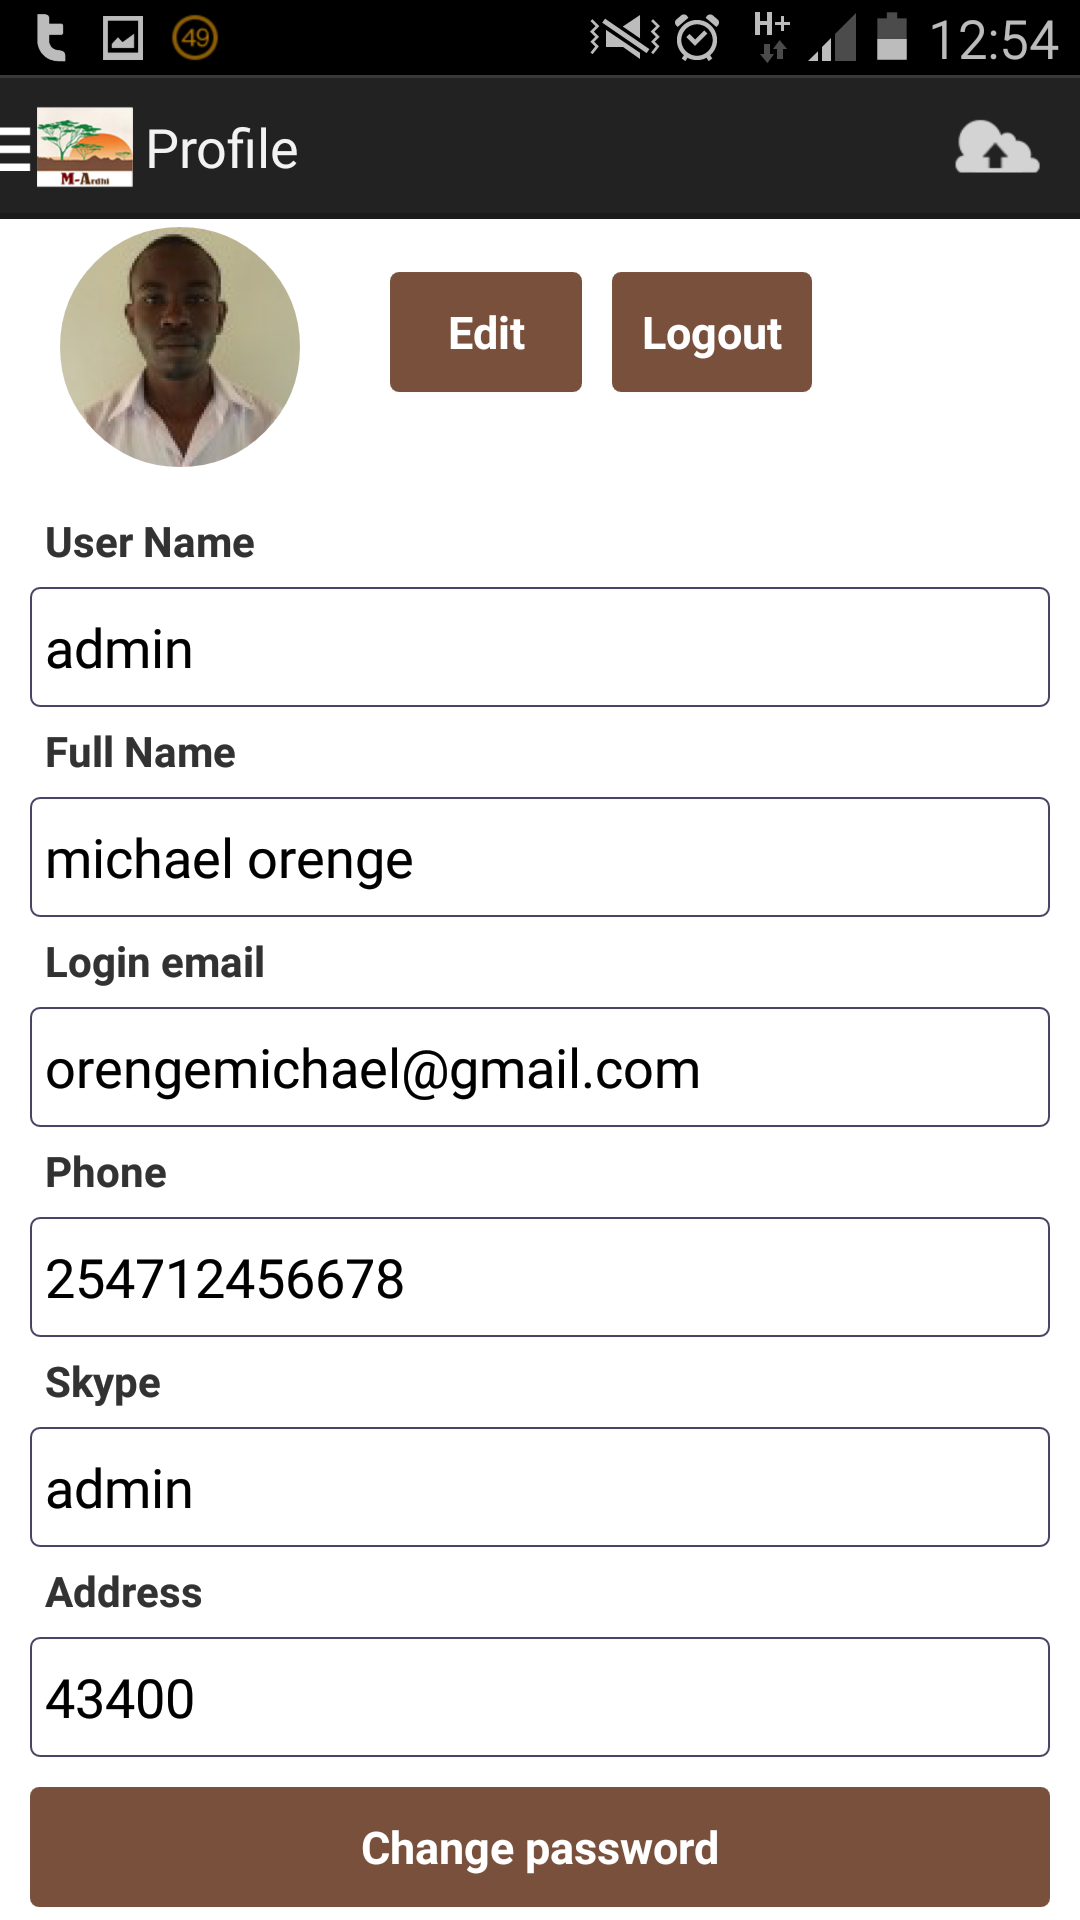 49 H+ 12:54
M-Ardhi Profile
Edit Logout
User Name
admin
Full Name
michael orenge
Login email
orengemichael@gmail.com
Phone
254712456678
Skype
admin
Address
43400
Change password